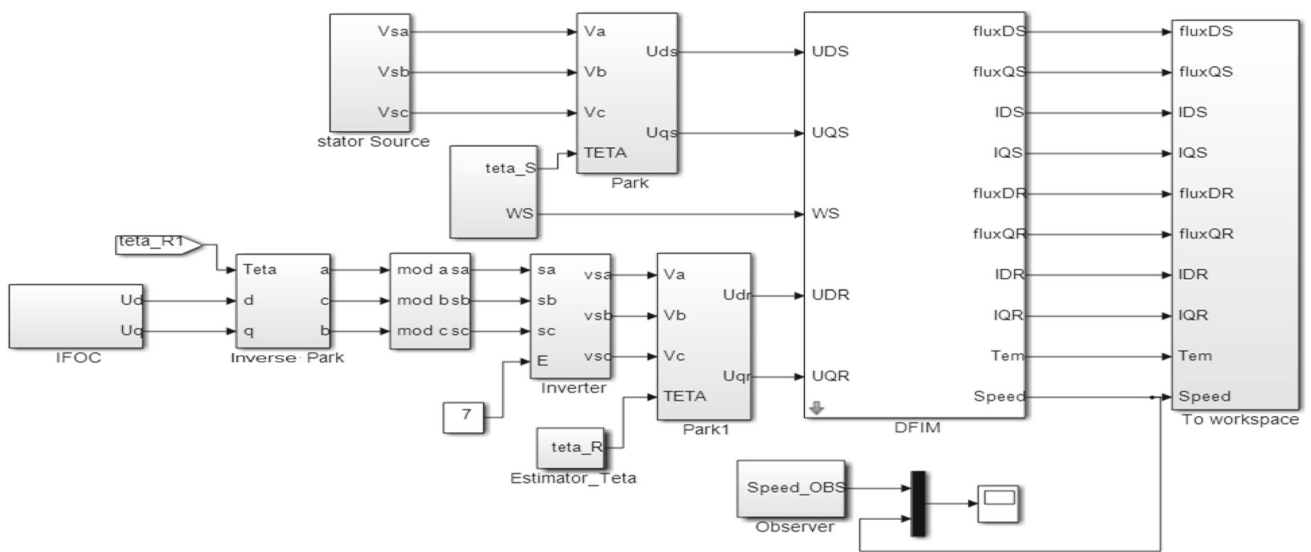 Vsa
Vsb
Vsc
stator Source
Va
Vb
Vc
TETA
Uds
Uqs
Park
teta_S
WS
UDS
UQS
WS
UDR
UQR
fluxDS
fluxQS
IDS
IQS
fluxDR
fluxQR
IDR
IQR
Tem
Speed
DFIM
fluxDS
fluxQS
IDS
IQS
fluxDR
fluxQR
IDR
IQR
Tem
Speed
To workspace
teta_R1
Ud
Uq
IFOC
Teta
d
q
a
c
b
Inverse Park
mod a sa
mod b sb
mod c sc
sa
sb
sc
E
vsa
vsb
vsc
Inverter
7
Va
Vb
Vc
TETA
Udr
Uqr
Park1
teta_R
Estimator_Teta
Speed_OBS
Observer